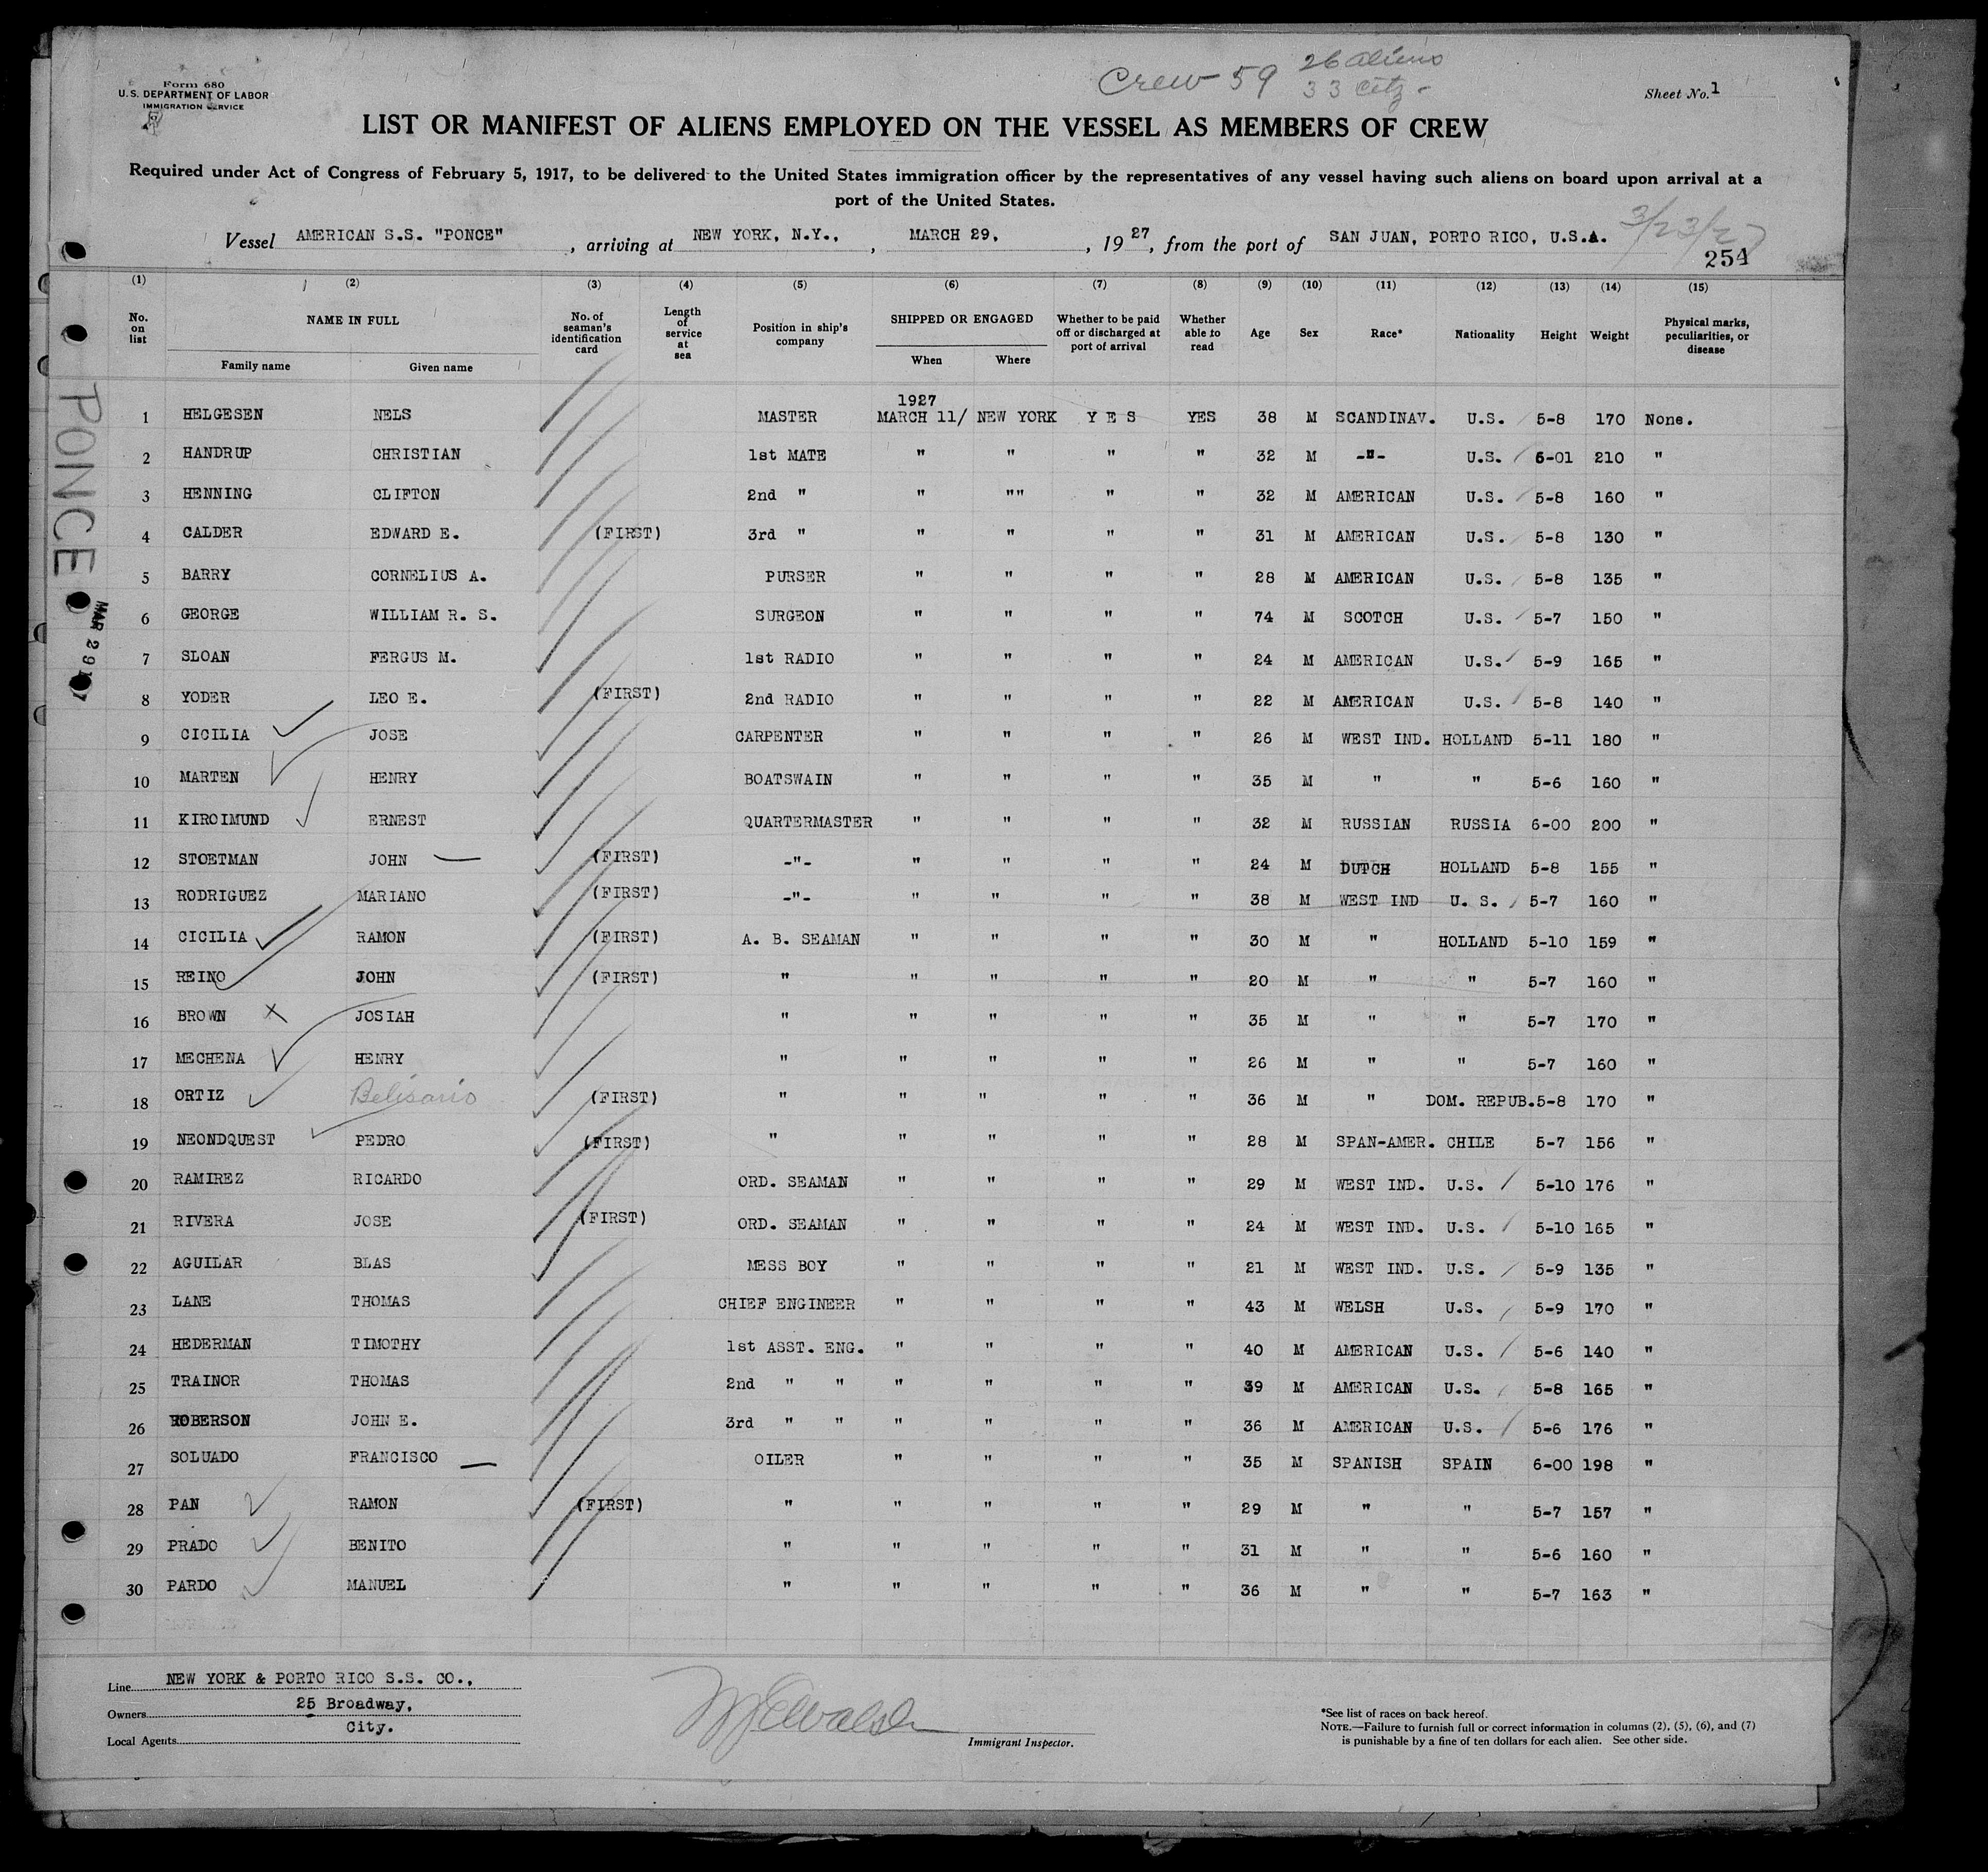 Form 680
U. S. DEPARTMENT OF LABOR
IMMIGRATION SERVICE
Crew 59 26 aliens
33 Citz -
Sheet No. 1
LIST OR MANIFEST OF ALIENS EMPLOYED ON THE VESSEL AS MEMBERS OF CREW
Required under Act of Congress of February 5, 1917, to be delivered to the United States immigration officer by the representatives of any vessel having such aliens on board upon arrival at a
port of the United States.
Vessel AMERICAN S.S. "PONCE" , arriving at NEW YORK, N.Y., , MARCH 29, , 1927, from the port of SAN JUAN, PORTO RICO, U.S.A.
3/23/27
254
PONCE
(1) (2) (3) (4) (5) (6) (7) (8) (9) (10) (11) (12) (13) (14) (15)
No. on list NAME IN FULL Family name Given name No. of seaman's identification card Length of service at sea Position in ship's company SHIPPED OR ENGAGED When Where Whether to be paid off or discharged at port of arrival Whether able to read Age Sex Race* Nationality Height Weight Physical marks, peculiarities, or disease
1927
1 HELGESEN NELS MASTER MARCH 11/ NEW YORK Y E S YES 38 M SCANDINAV. U.S. 5-8 170 None.
2 HANDRUP CHRISTIAN 1st MATE " " " " 32 M -"- U.S. 6-01 210 "
3 HENNING CLIFTON 2nd " " "" " " 32 M AMERICAN U.S. 5-8 160 "
4 CALDER EDWARD E. (FIRST) 3rd " " " " " 31 M AMERICAN U.S. 5-8 130 "
5 BARRY CORNELIUS A. PURSER " " " " 28 M AMERICAN U.S. 5-8 135 "
6 GEORGE WILLIAM R. S. SURGEON " " " " 74 M SCOTCH U.S. 5-7 150 "
7 SLOAN FERGUS M. 1st RADIO " " " " 24 M AMERICAN U.S. 5-9 165 "
8 YODER LEO E. (FIRST) 2nd RADIO " " " " 22 M AMERICAN U.S. 5-8 140 "
9 CICILIA JOSE CARPENTER " " " " 26 M WEST IND. HOLLAND 5-11 180 "
10 MARTEN HENRY BOATSWAIN " " " " 35 M " " 5-6 160 "
11 KIRCIMUND ERNEST QUARTERMASTER " " " " 32 M RUSSIAN RUSSIA 6-00 200 "
12 STOETMAN JOHN (FIRST) -"- " " " " 24 M DUTCH HOLLAND 5-8 155 "
13 RODRIGUEZ MARIANO (FIRST) -"- " " " " 38 M WEST IND U. S. 5-7 160 "
14 CICILIA RAMON (FIRST) A. B. SEAMAN " " " " 30 M " HOLLAND 5-10 159 "
15 REINO JOHN (FIRST) " " " " " 20 M " " 5-7 160 "
16 BROWN JOSIAH " " " " " 35 M " " 5-7 170 "
17 MECHENA HENRY " " " " " 26 M " " 5-7 160 "
18 ORTIZ Belisario (FIRST) " " " " " 36 M " DOM. REPUB. 5-8 170 "
19 NEONDQUEST PEDRO (FIRST) " " " " " 28 M SPAN-AMER. CHILE 5-7 156 "
20 RAMIREZ RICARDO ORD. SEAMAN " " " " 29 M WEST IND. U.S. 5-10 176 "
21 RIVERA JOSE (FIRST) ORD. SEAMAN " " " " 24 M WEST IND. U.S. 5-10 165 "
22 AGUILAR BLAS MESS BOY " " " " 21 M WEST IND. U.S. 5-9 135 "
23 LANE THOMAS CHIEF ENGINEER " " " " 43 M WELSH U.S. 5-9 170 "
24 HEDERMAN TIMOTHY 1st ASST. ENG. " " " " 40 M AMERICAN U.S. 5-6 140 "
25 TRAINOR THOMAS 2nd " " " " " " 39 M AMERICAN U.S. 5-8 165 "
26 ROBERSON JOHN E. 3rd " " " " " " 36 M AMERICAN U.S. 5-6 176 "
27 SOLUADO FRANCISCO OILER " " " " 35 M SPANISH SPAIN 6-00 198 "
28 PAN RAMON (FIRST) " " " " " 29 M " " 5-7 157 "
29 PRADO BENITO " " " " " 31 M " " 5-6 160 "
30 PARDO MANUEL " " " " " 36 M " " 5-7 163 "
Line NEW YORK & PORTO RICO S.S. CO.,
Owners 25 Broadway,
Local Agents City.
Immigrant Inspector.
*See list of races on back hereof.
NOTE.—Failure to furnish full or correct information in columns (2), (5), (6), and (7)
is punishable by a fine of ten dollars for each alien. See other side.